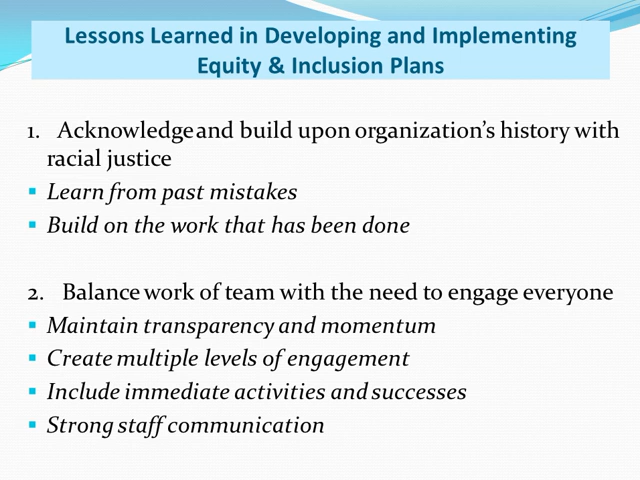 Lessons Learned in Developing and Implementing
Equity & Inclusion Plans
1. Acknowledge and build upon organization's history with
racial justice
▪ Learn from past mistakes
▪ Build on the work that has been done
2. Balance work of team with the need to engage everyone
▪ Maintain transparency and momentum
▪ Create multiple levels of engagement
▪ Include immediate activities and successes
▪ Strong staff communication